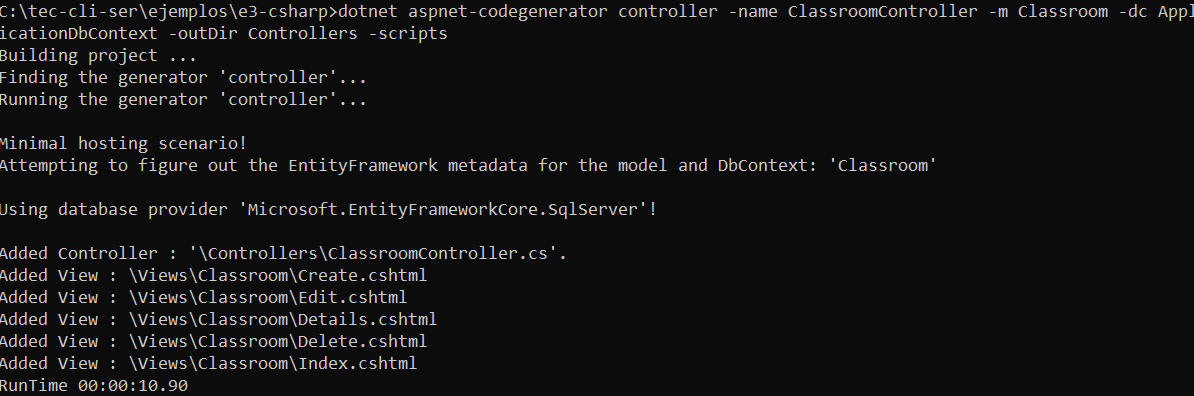 C:\tec-cli-ser\ejemplos\e3-csharp>dotnet aspnet-codegenerator controller -name ClassroomController -m Classroom -dc Appl
icationDbContext -outDir Controllers -scripts
Building project ...
Finding the generator 'controller'...
Running the generator 'controller'...
Minimal hosting scenario!
Attempting to figure out the EntityFramework metadata for the model and DbContext: 'Classroom'
Using database provider 'Microsoft.EntityFrameworkCore.SqlServer'!
Added Controller : '\Controllers\ClassroomController.cs'.
Added View : \Views\Classroom\Create.cshtml
Added View : \Views\Classroom\Edit.cshtml
Added View : \Views\Classroom\Details.cshtml
Added View : \Views\Classroom\Delete.cshtml
Added View : \Views\Classroom\Index.cshtml
RunTime 00:00:10.90